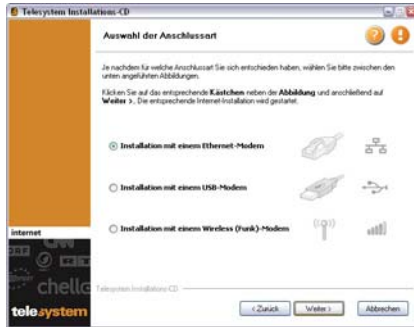 Telesystem Installations-CD
Auswahl der Anschlussart
Je nachdem für welche Anschlussart Sie sich entschieden haben, wählen Sie bitte zwischen den
unten angeführten Abbildungen.
Klicken Sie auf das entsprechende Kästchen neben der Abbildung und anschließend auf
Weiter >. Die entsprechende Internet-Installation wird gestartet.
Installation mit einem Ethernet-Modem
Installation mit einem USB-Modem
Installation mit einem Wireless (Funk)-Modem
internet
chello
telesystem
Telesystem Installations-CD
< Zurück
Weiter >
Abbrechen